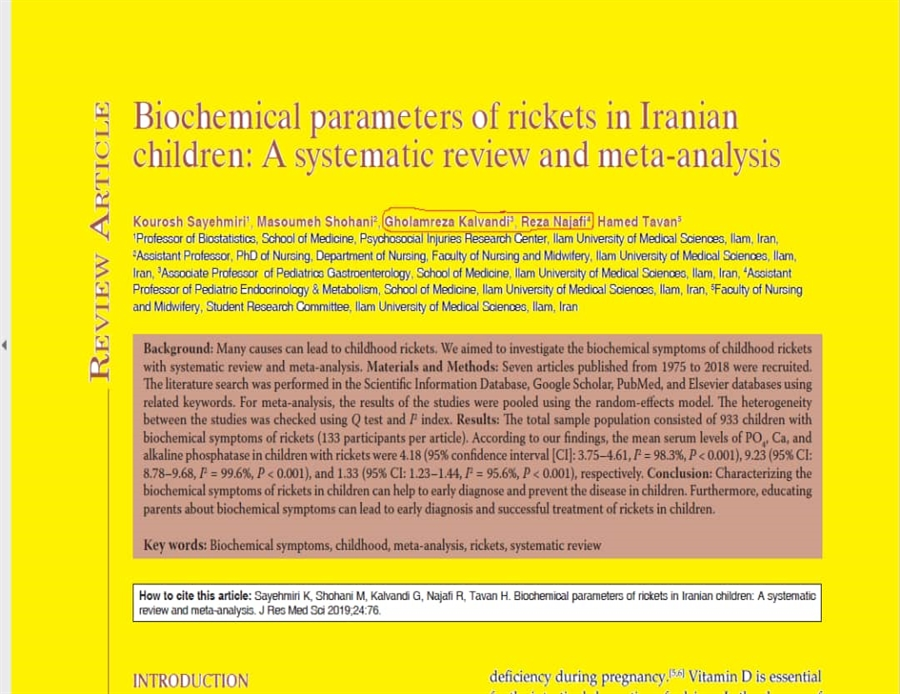 REVIEW ARTICLE
Biochemical parameters of rickets in Iranian
children: A systematic review and meta-analysis
Kourosh Sayehmiri¹, Masoumeh Shohani², Gholamreza Kalvandi³, Reza Najafi⁴, Hamed Tavan⁵
¹Professor of Biostatistics, School of Medicine, Psychosocial Injuries Research Center, Ilam University of Medical Sciences, Ilam, Iran,
²Assistant Professor, PhD of Nursing, Department of Nursing, Faculty of Nursing and Midwifery, Ilam University of Medical Sciences, Ilam,
Iran, ³Associate Professor of Pediatrics Gastroenterology, School of Medicine, Ilam University of Medical Sciences, Ilam, Iran, ⁴Assistant
Professor of Pediatric Endocrinology & Metabolism, School of Medicine, Ilam University of Medical Sciences, Ilam, Iran, ⁵Faculty of Nursing
and Midwifery, Student Research Committee, Ilam University of Medical Sciences, Ilam, Iran
Background: Many causes can lead to childhood rickets. We aimed to investigate the biochemical symptoms of childhood rickets
with systematic review and meta-analysis. Materials and Methods: Seven articles published from 1975 to 2018 were recruited.
The literature search was performed in the Scientific Information Database, Google Scholar, PubMed, and Elsevier databases using
related keywords. For meta-analysis, the results of the studies were pooled using the random-effects model. The heterogeneity
between the studies was checked using Q test and I² index. Results: The total sample population consisted of 933 children with
biochemical symptoms of rickets (133 participants per article). According to our findings, the mean serum levels of PO₄, Ca, and
alkaline phosphatase in children with rickets were 4.18 (95% confidence interval [CI]: 3.75–4.61, I² = 98.3%, P < 0.001), 9.23 (95% CI:
8.78–9.68, I² = 99.6%, P < 0.001), and 1.33 (95% CI: 1.23–1.44, I² = 95.6%, P < 0.001), respectively. Conclusion: Characterizing the
biochemical symptoms of rickets in children can help to early diagnose and prevent the disease in children. Furthermore, educating
parents about biochemical symptoms can lead to early diagnosis and successful treatment of rickets in children.
Key words: Biochemical symptoms, childhood, meta-analysis, rickets, systematic review
How to cite this article: Sayehmiri K, Shohani M, Kalvandi G, Najafi R, Tavan H. Biochemical parameters of rickets in Iranian children: A systematic
review and meta-analysis. J Res Med Sci 2019;24:76.
INTRODUCTION
deficiency during pregnancy.[5,6] Vitamin D is essential